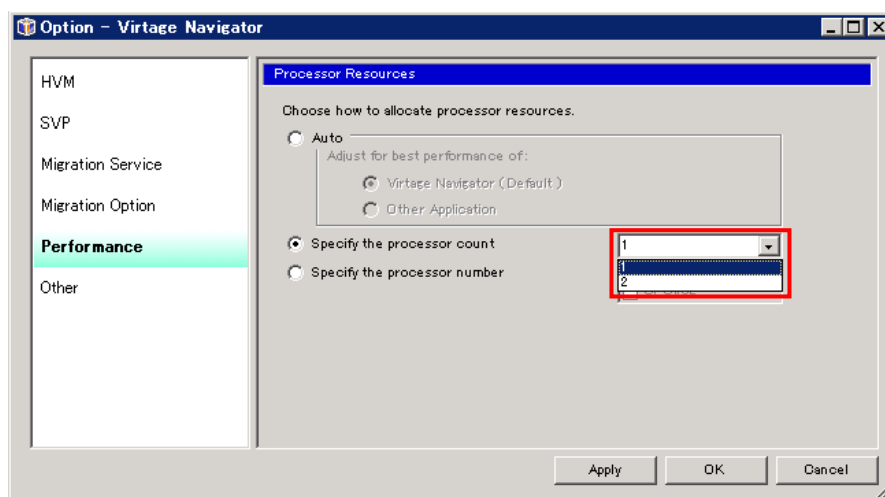 Option - Virtage Navigator
HVM
SVP
Migration Service
Migration Option
Performance
Other
Processor Resources
Choose how to allocate processor resources.
Auto
Adjust for best performance of:
Virtage Navigator (Default)
Other Application
Specify the processor count
1
1
2
Specify the processor number
Apply
OK
Cancel